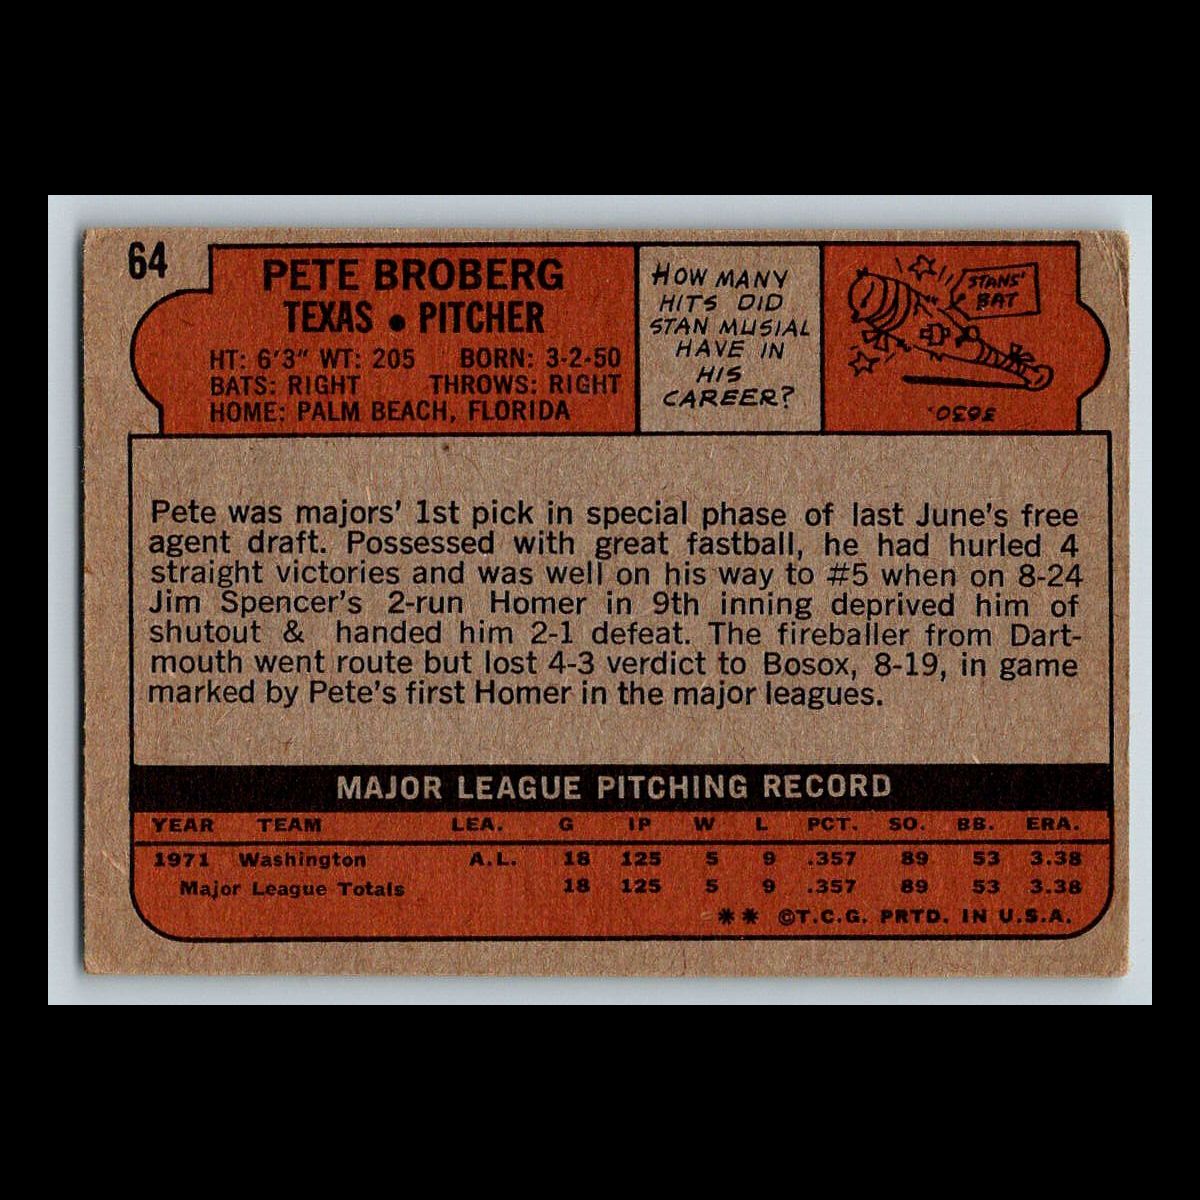 64
PETE BROBERG
TEXAS • PITCHER
HT: 6'3" WT: 205 BORN: 3-2-50
BATS: RIGHT THROWS: RIGHT
HOME: PALM BEACH, FLORIDA
HOW MANY
HITS DID
STAN MUSIAL
HAVE IN
HIS
CAREER?
STANS'
BAT
3630.
Pete was majors' 1st pick in special phase of last June's free
agent draft. Possessed with great fastball, he had hurled 4
straight victories and was well on his way to #5 when on 8-24
Jim Spencer's 2-run Homer in 9th inning deprived him of
shutout & handed him 2-1 defeat. The fireballer from Dart-
mouth went route but lost 4-3 verdict to Bosox, 8-19, in game
marked by Pete's first Homer in the major leagues.
MAJOR LEAGUE PITCHING RECORD
YEAR TEAM LEA. G IP W L PCT. SO. BB. ERA.
1971 Washington A.L. 18 125 5 9 .357 89 53 3.38
Major League Totals 18 125 5 9 .357 89 53 3.38
** ©T.C.G. PRTD. IN U.S.A.